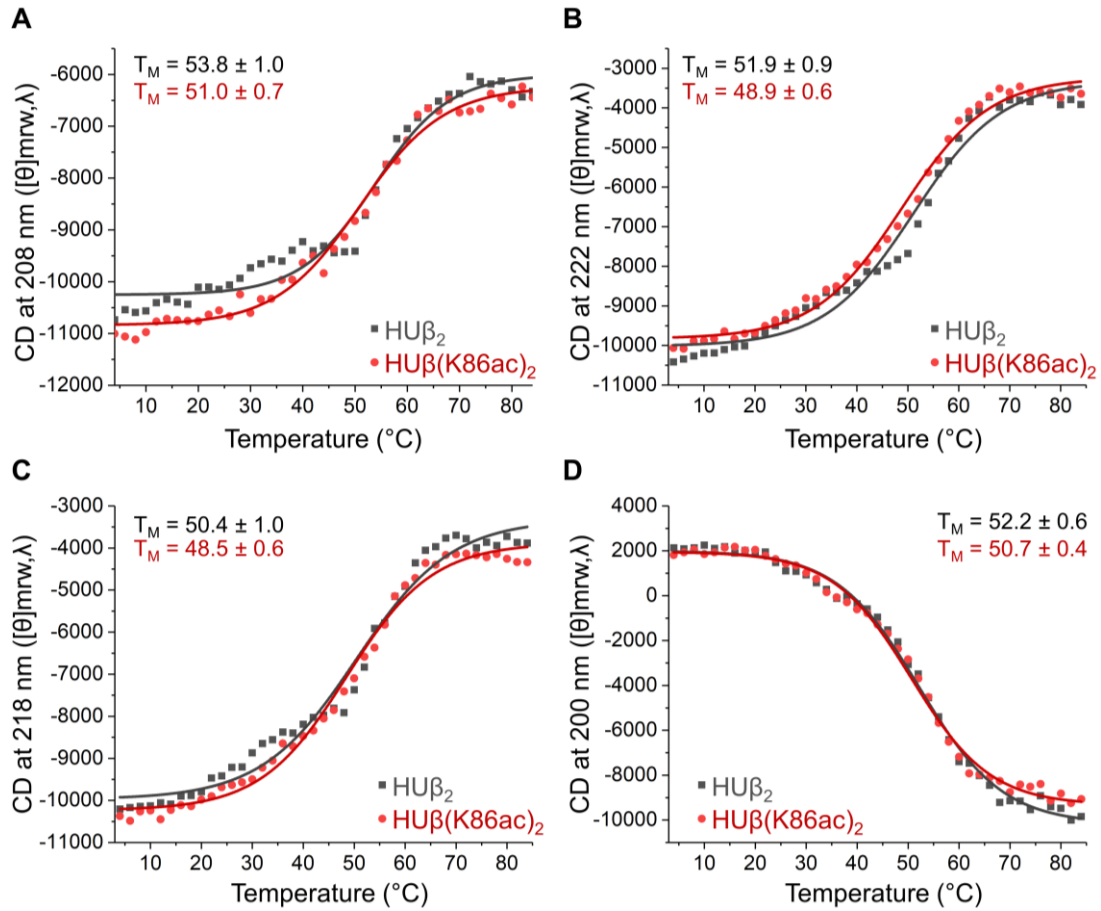 A
T_M = 53.8 ± 1.0
T_M = 51.0 ± 0.7
CD at 208 nm ([θ]mrw,λ)
-6000
-7000
-8000
-9000
-10000
-11000
-12000
HUβ₂
HUβ(K86ac)₂
10 20 30 40 50 60 70 80
Temperature (°C)
B
T_M = 51.9 ± 0.9
T_M = 48.9 ± 0.6
CD at 222 nm ([θ]mrw,λ)
-3000
-4000
-5000
-6000
-7000
-8000
-9000
-10000
-11000
HUβ₂
HUβ(K86ac)₂
10 20 30 40 50 60 70 80
Temperature (°C)
C
T_M = 50.4 ± 1.0
T_M = 48.5 ± 0.6
CD at 218 nm ([θ]mrw,λ)
-3000
-4000
-5000
-6000
-7000
-8000
-9000
-10000
-11000
HUβ₂
HUβ(K86ac)₂
10 20 30 40 50 60 70 80
Temperature (°C)
D
T_M = 52.2 ± 0.6
T_M = 50.7 ± 0.4
CD at 200 nm ([θ]mrw,λ)
4000
2000
0
-2000
-4000
-6000
-8000
-10000
HUβ₂
HUβ(K86ac)₂
10 20 30 40 50 60 70 80
Temperature (°C)